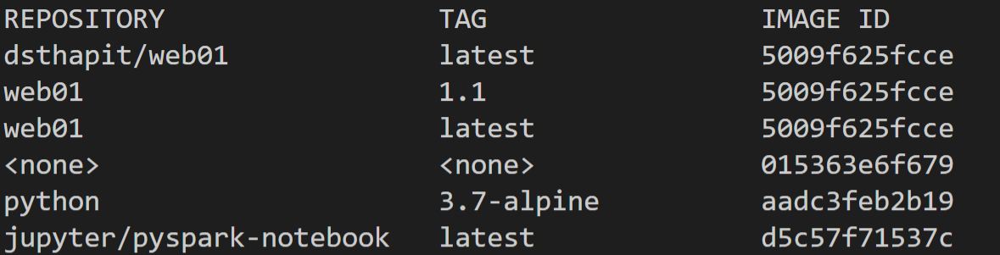 REPOSITORY TAG IMAGE ID
dsthapit/web01 latest 5009f625fcce
web01 1.1 5009f625fcce
web01 latest 5009f625fcce
<none> <none> 015363e6f679
python 3.7-alpine aadc3feb2b19
jupyter/pyspark-notebook latest d5c57f71537c